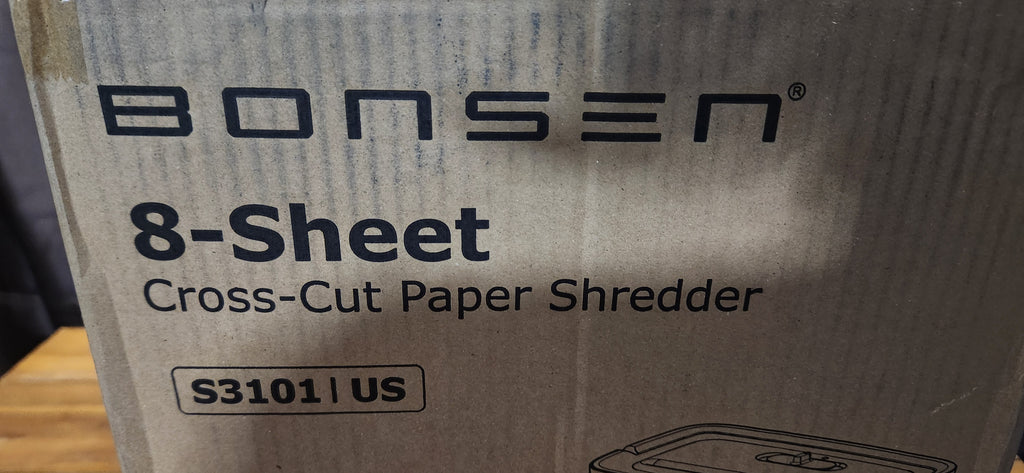 BONSEN®
8-Sheet
Cross-Cut Paper Shredder
S3101 | US